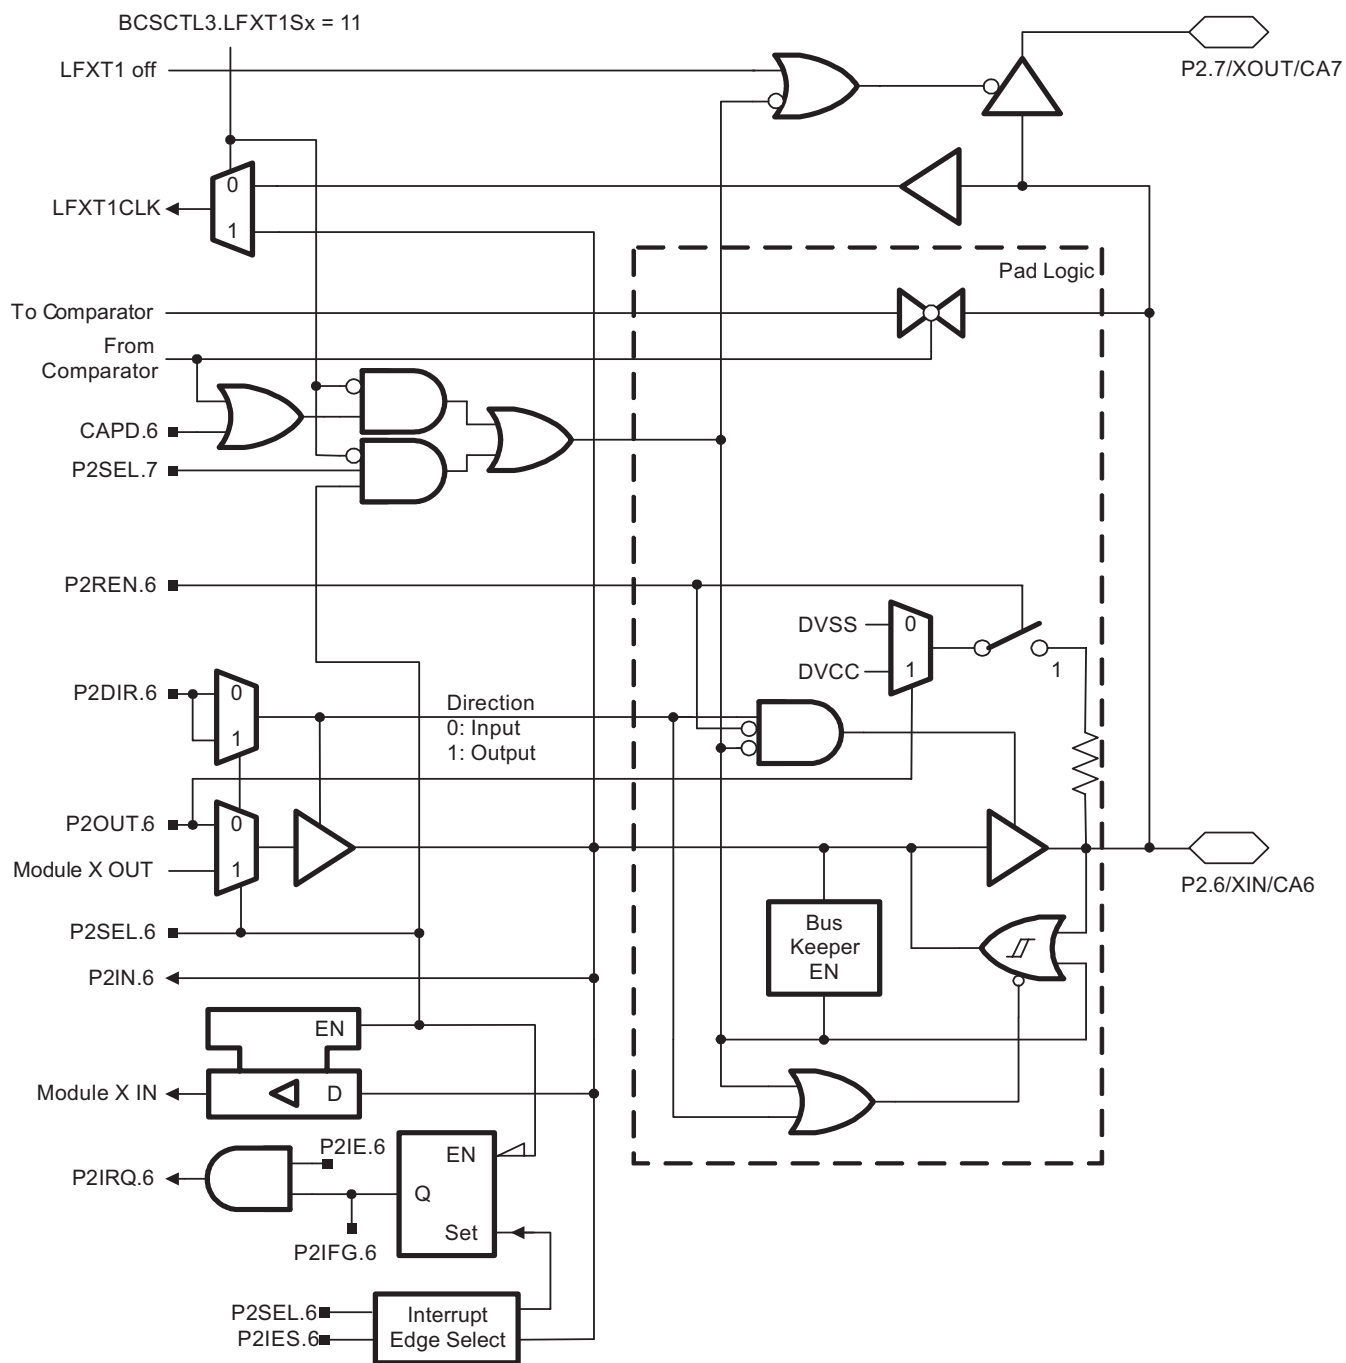 BCSCTL3.LFXT1Sx = 11
LFXT1 off
P2.7/XOUT/CA7
0
LFXT1CLK
1
Pad Logic
To Comparator
From
Comparator
CAPD.6
P2SEL.7
P2REN.6
DVSS
0
DVCC
1
1
P2DIR.6
0
1
Direction
0: Input
1: Output
P2OUT.6
0
Module X OUT
1
P2.6/XIN/CA6
P2SEL.6
Bus
Keeper
EN
P2IN.6
EN
Module X IN
D
P2IE.6
EN
P2IRQ.6
Q
Set
P2IFG.6
P2SEL.6
P2IES.6
Interrupt
Edge Select